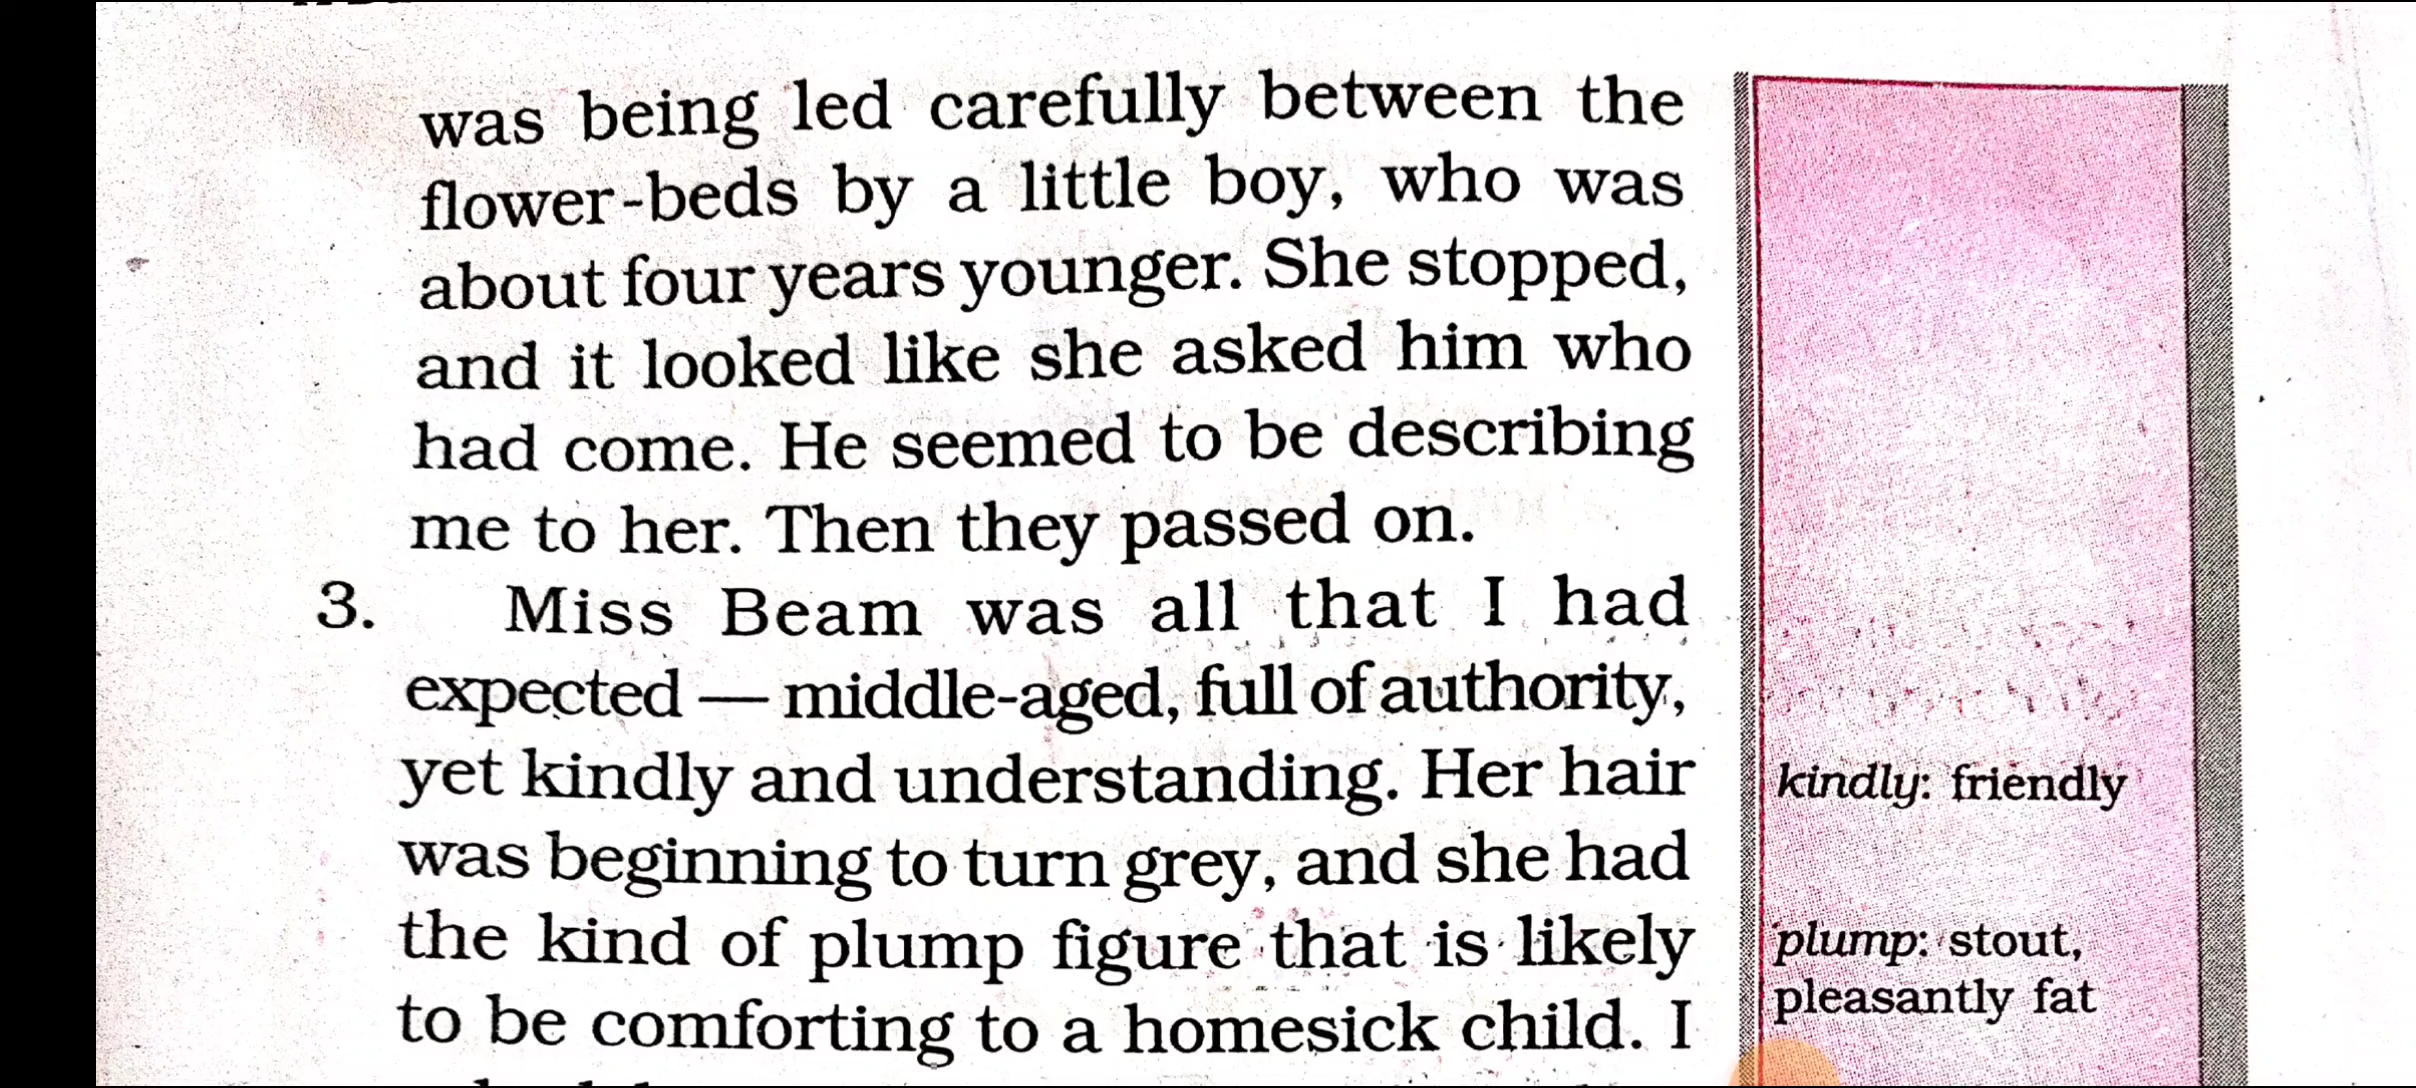 was being led carefully between the
flower-beds by a little boy, who was
about four years younger. She stopped,
and it looked like she asked him who
had come. He seemed to be describing
me to her. Then they passed on.
3. Miss Beam was all that I had
expected — middle-aged, full of authority,
yet kindly and understanding. Her hair
was beginning to turn grey, and she had
the kind of plump figure that is likely
to be comforting to a homesick child. I
kindly: friendly
plump: stout,
pleasantly fat